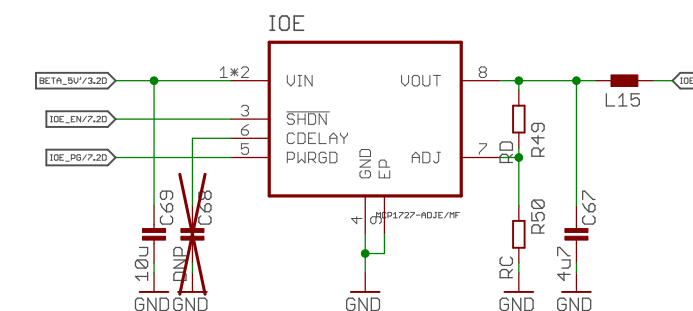 IOE
BETA_5V'/3.2D
1*2
VIN
VOUT
8
IOE
L15
IOE_EN/7.2D
3
SHDN
6
CDELAY
IOE_PG/7.2D
5
PWRGD
GND
EP
ADJ
7
RD
R49
4
9
MCP1727-ADJE/MF
C69
10u
C68
DNP
RC
R50
C67
4u7
GND
GND
GND
GND
GND